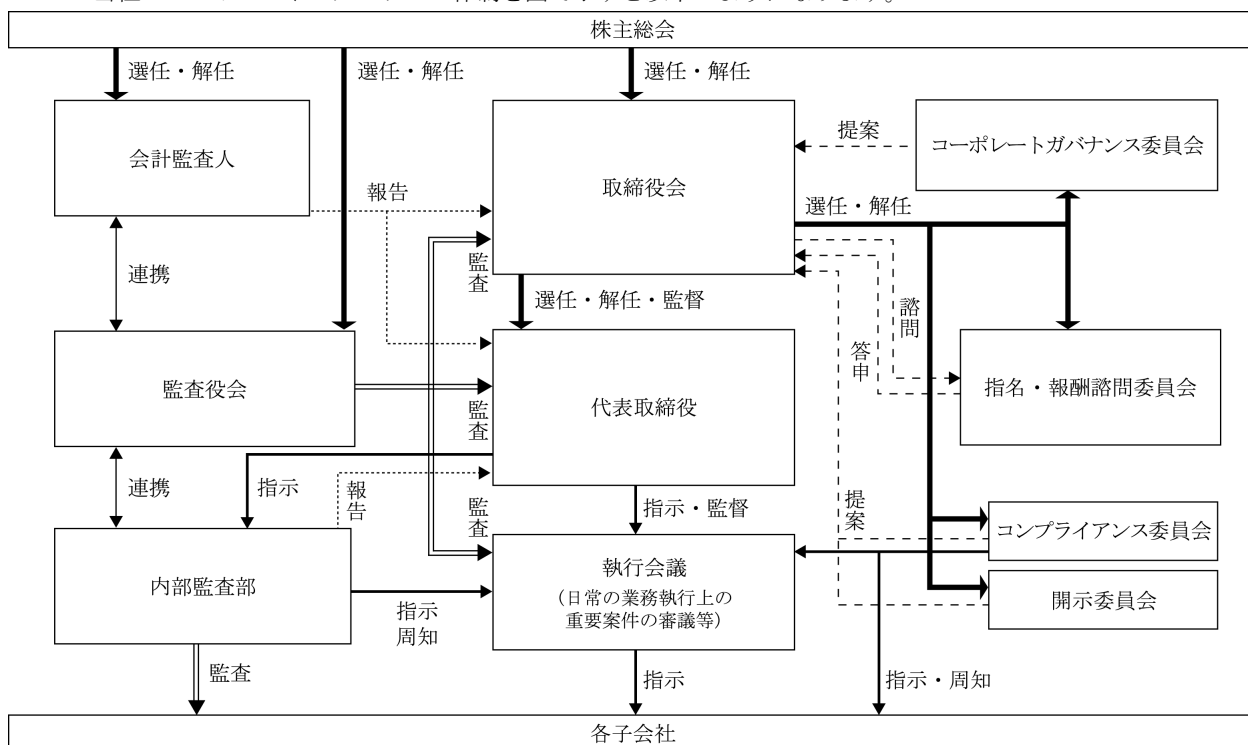 株主総会
選任・解任
選任・解任
選任・解任
会計監査人
取締役会
提案
コーポレートガバナンス委員会
報告
選任・解任
連携
監査
選任・解任・監督
諮問
答申
監査役会
監査
代表取締役
指名・報酬諮問委員会
連携
指示
報告
監査
指示・監督
提案
コンプライアンス委員会
内部監査部
指示
周知
執行会議
（日常の業務執行上の
重要案件の審議等）
開示委員会
監査
指示
指示・周知
各子会社